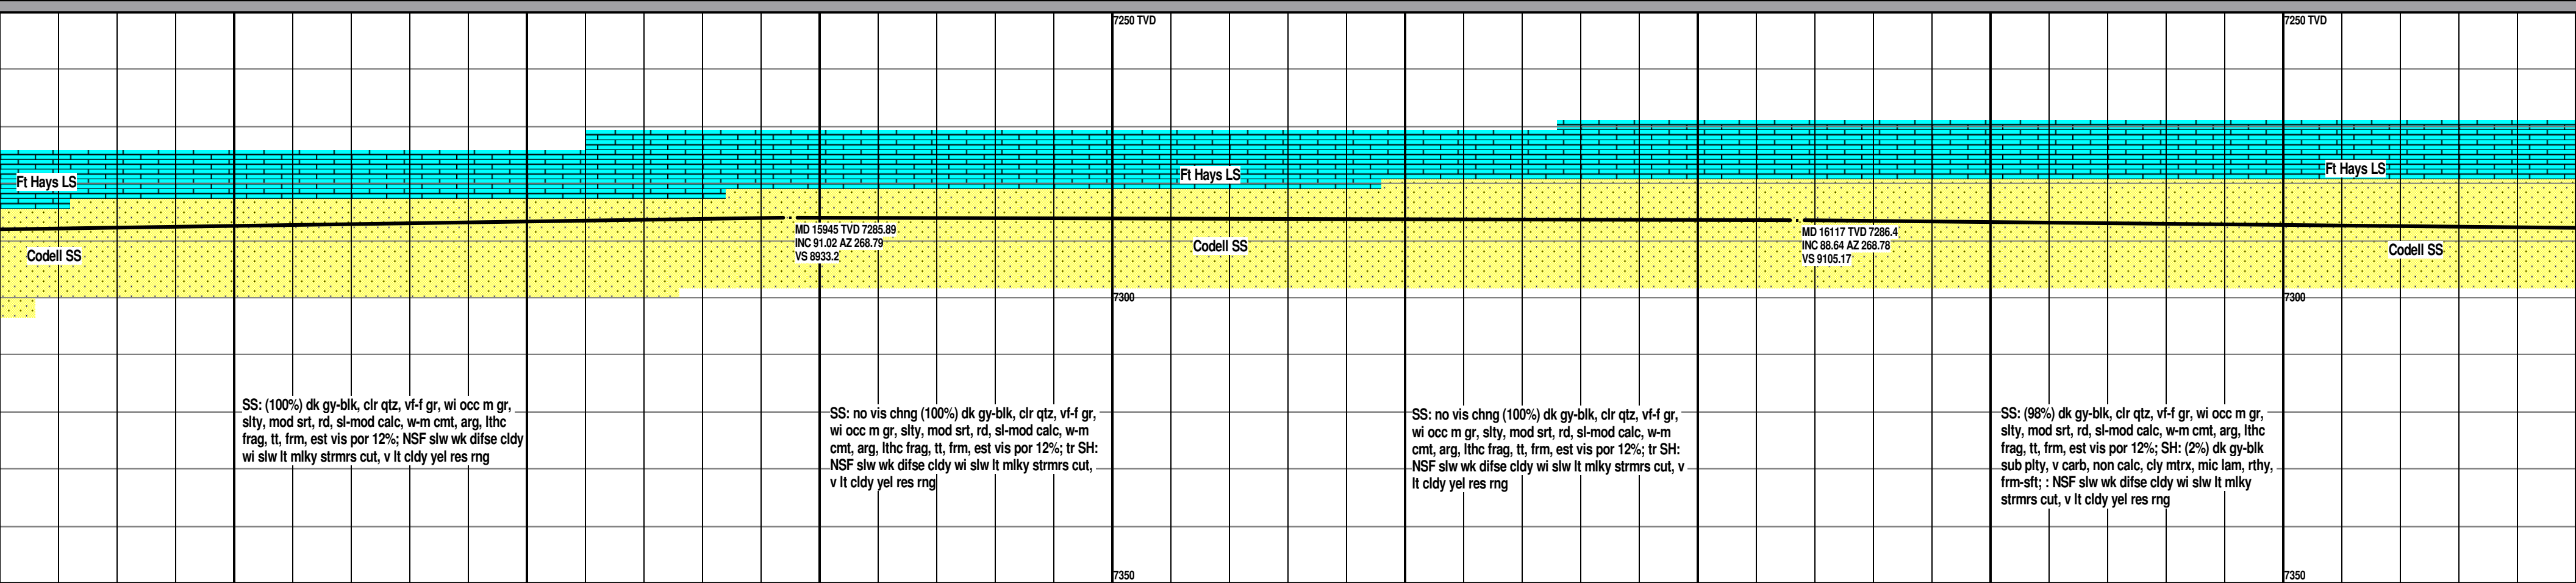 7250 TVD
7250 TVD
Ft Hays LS
Ft Hays LS
Ft Hays LS
Codell SS
Codell SS
Codell SS
MD 15945 TVD 7285.89
INC 91.02 AZ 268.79
VS 8933.2
MD 16117 TVD 7286.4
INC 88.64 AZ 268.78
VS 9105.17
7300
7300
SS: (100%) dk gy-blk, clr qtz, vf-f gr, wi occ m gr,
slty, mod srt, rd, sl-mod calc, w-m cmt, arg, lthc
frag, tt, frm, est vis por 12%; NSF slw wk difse cldy
wi slw lt mlky strmrs cut, v lt cldy yel res rng
SS: no vis chng (100%) dk gy-blk, clr qtz, vf-f gr,
wi occ m gr, slty, mod srt, rd, sl-mod calc, w-m
cmt, arg, lthc frag, tt, frm, est vis por 12%; tr SH:
NSF slw wk difse cldy wi slw lt mlky strmrs cut,
v lt cldy yel res rng
SS: no vis chng (100%) dk gy-blk, clr qtz, vf-f gr,
wi occ m gr, slty, mod srt, rd, sl-mod calc, w-m
cmt, arg, lthc frag, tt, frm, est vis por 12%; tr SH:
NSF slw wk difse cldy wi slw lt mlky strmrs cut, v
lt cldy yel res rng
SS: (98%) dk gy-blk, clr qtz, vf-f gr, wi occ m gr,
slty, mod srt, rd, sl-mod calc, w-m cmt, arg, lthc
frag, tt, frm, est vis por 12%; SH: (2%) dk gy-blk
sub plty, v carb, non calc, cly mtrx, mic lam, rthy,
frm-sft; : NSF slw wk difse cldy wi slw lt mlky
strmrs cut, v lt cldy yel res rng
7350
7350